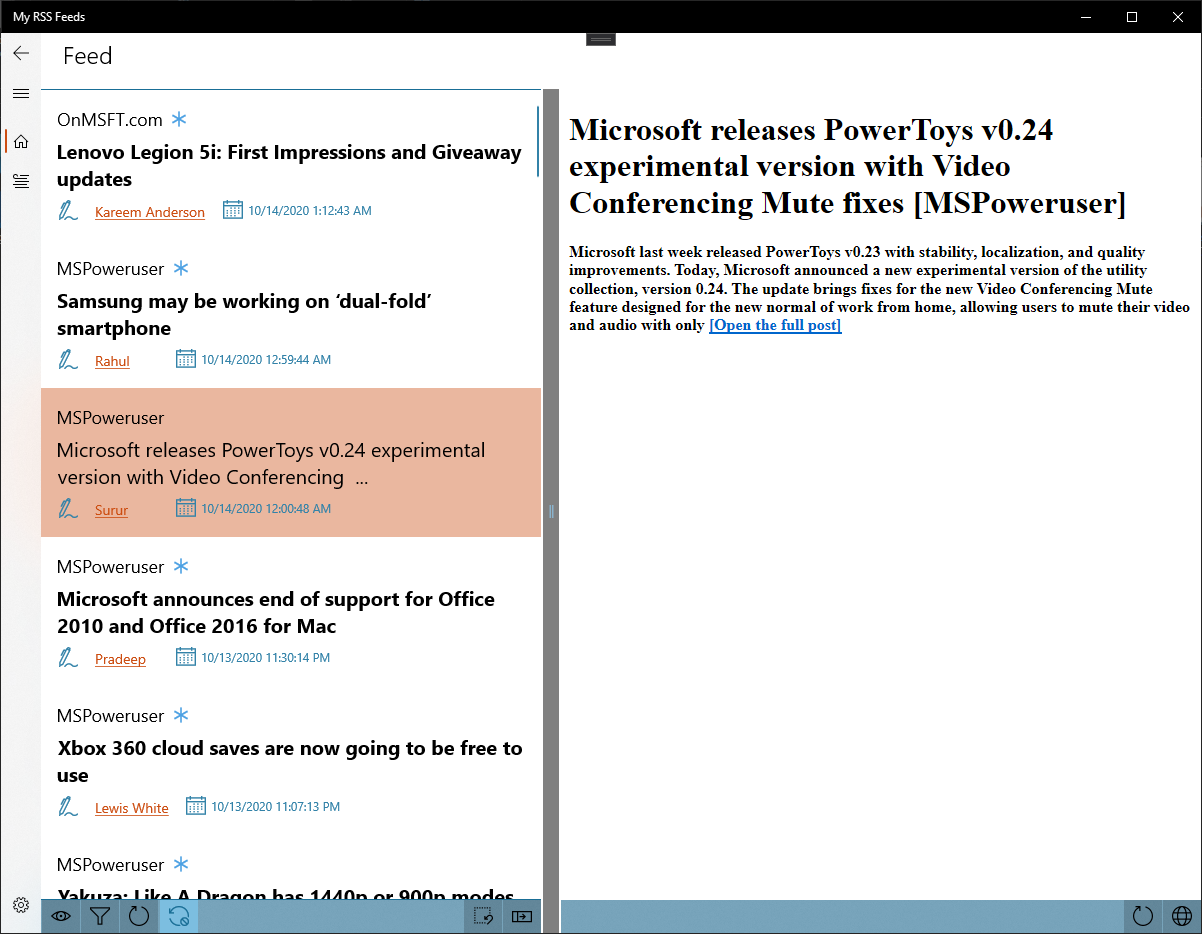 My RSS Feeds
Feed
OnMSFT.com
Lenovo Legion 5i: First Impressions and Giveaway
updates
Kareem Anderson 10/14/2020 1:12:43 AM
MSPoweruser
Samsung may be working on ‘dual-fold’
smartphone
Rahul 10/14/2020 12:59:44 AM
MSPoweruser
Microsoft releases PowerToys v0.24 experimental
version with Video Conferencing ...
Surur 10/14/2020 12:00:48 AM
MSPoweruser
Microsoft announces end of support for Office
2010 and Office 2016 for Mac
Pradeep 10/13/2020 11:30:14 PM
MSPoweruser
Xbox 360 cloud saves are now going to be free to
use
Lewis White 10/13/2020 11:07:13 PM
MSPoweruser
Yakuza: Like A Dragon has 1440p or 900p modes
Microsoft releases PowerToys v0.24
experimental version with Video
Conferencing Mute fixes [MSPoweruser]
Microsoft last week released PowerToys v0.23 with stability, localization, and quality
improvements. Today, Microsoft announced a new experimental version of the utility
collection, version 0.24. The update brings fixes for the new Video Conferencing Mute
feature designed for the new normal of work from home, allowing users to mute their video
and audio with only [Open the full post]